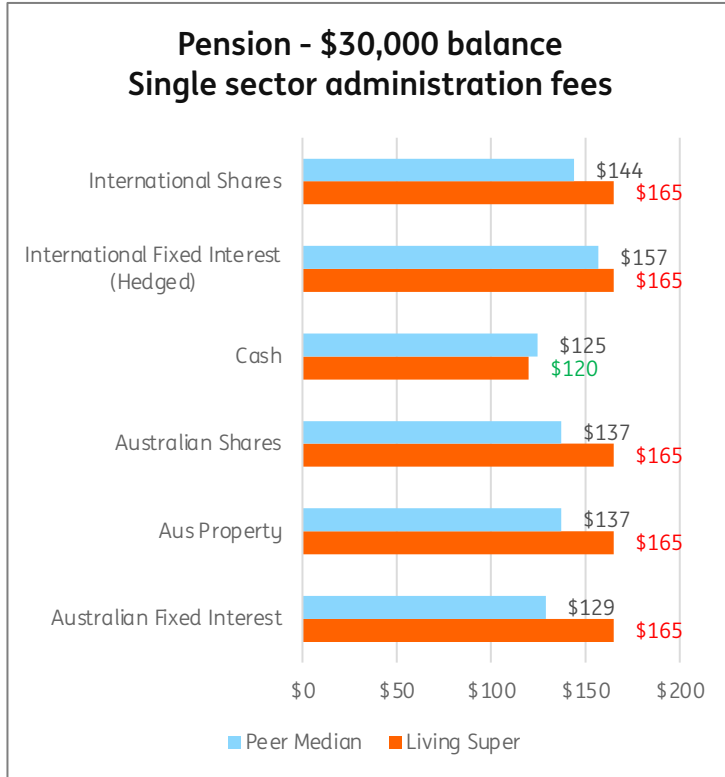 Pension - $30,000 balance
Single sector administration fees
International Shares
$144
$165
International Fixed Interest
(Hedged)
$157
$165
Cash
$125
$120
Australian Shares
$137
$165
Aus Property
$137
$165
Australian Fixed Interest
$129
$165
$0 $50 $100 $150 $200
Peer Median Living Super